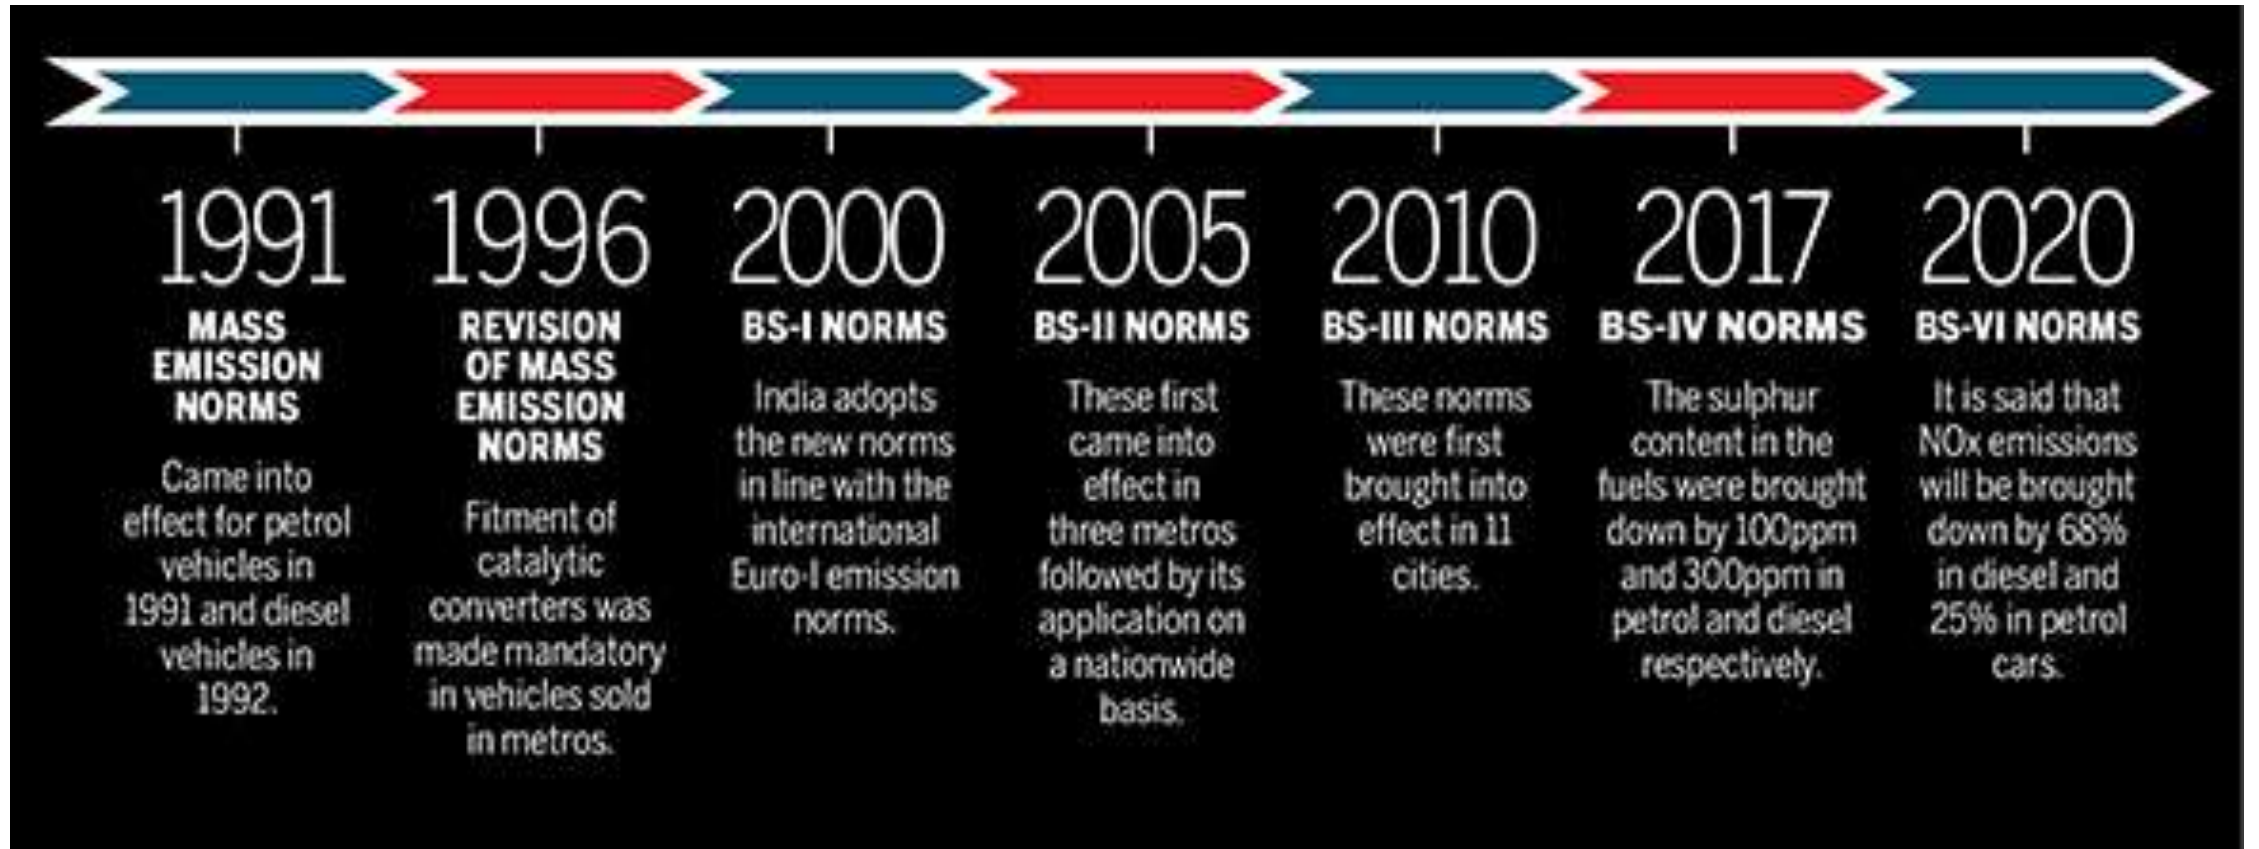 1991
MASS
EMISSION
NORMS
Came into
effect for petrol
vehicles in
1991 and diesel
vehicles in
1992.
1996
REVISION
OF MASS
EMISSION
NORMS
Fitment of
catalytic
converters was
made mandatory
in vehicles sold
in metros.
2000
BS-I NORMS
India adopts
the new norms
in line with the
international
Euro-I emission
norms.
2005
BS-II NORMS
These first
came into
effect in
three metros
followed by its
application on
a nationwide
basis.
2010
BS-III NORMS
These norms
were first
brought into
effect in 11
cities.
2017
BS-IV NORMS
The sulphur
content in the
fuels were brought
down by 100ppm
and 300ppm in
petrol and diesel
respectively.
2020
BS-VI NORMS
It is said that
NOx emissions
will be brought
down by 68%
in diesel and
25% in petrol
cars.